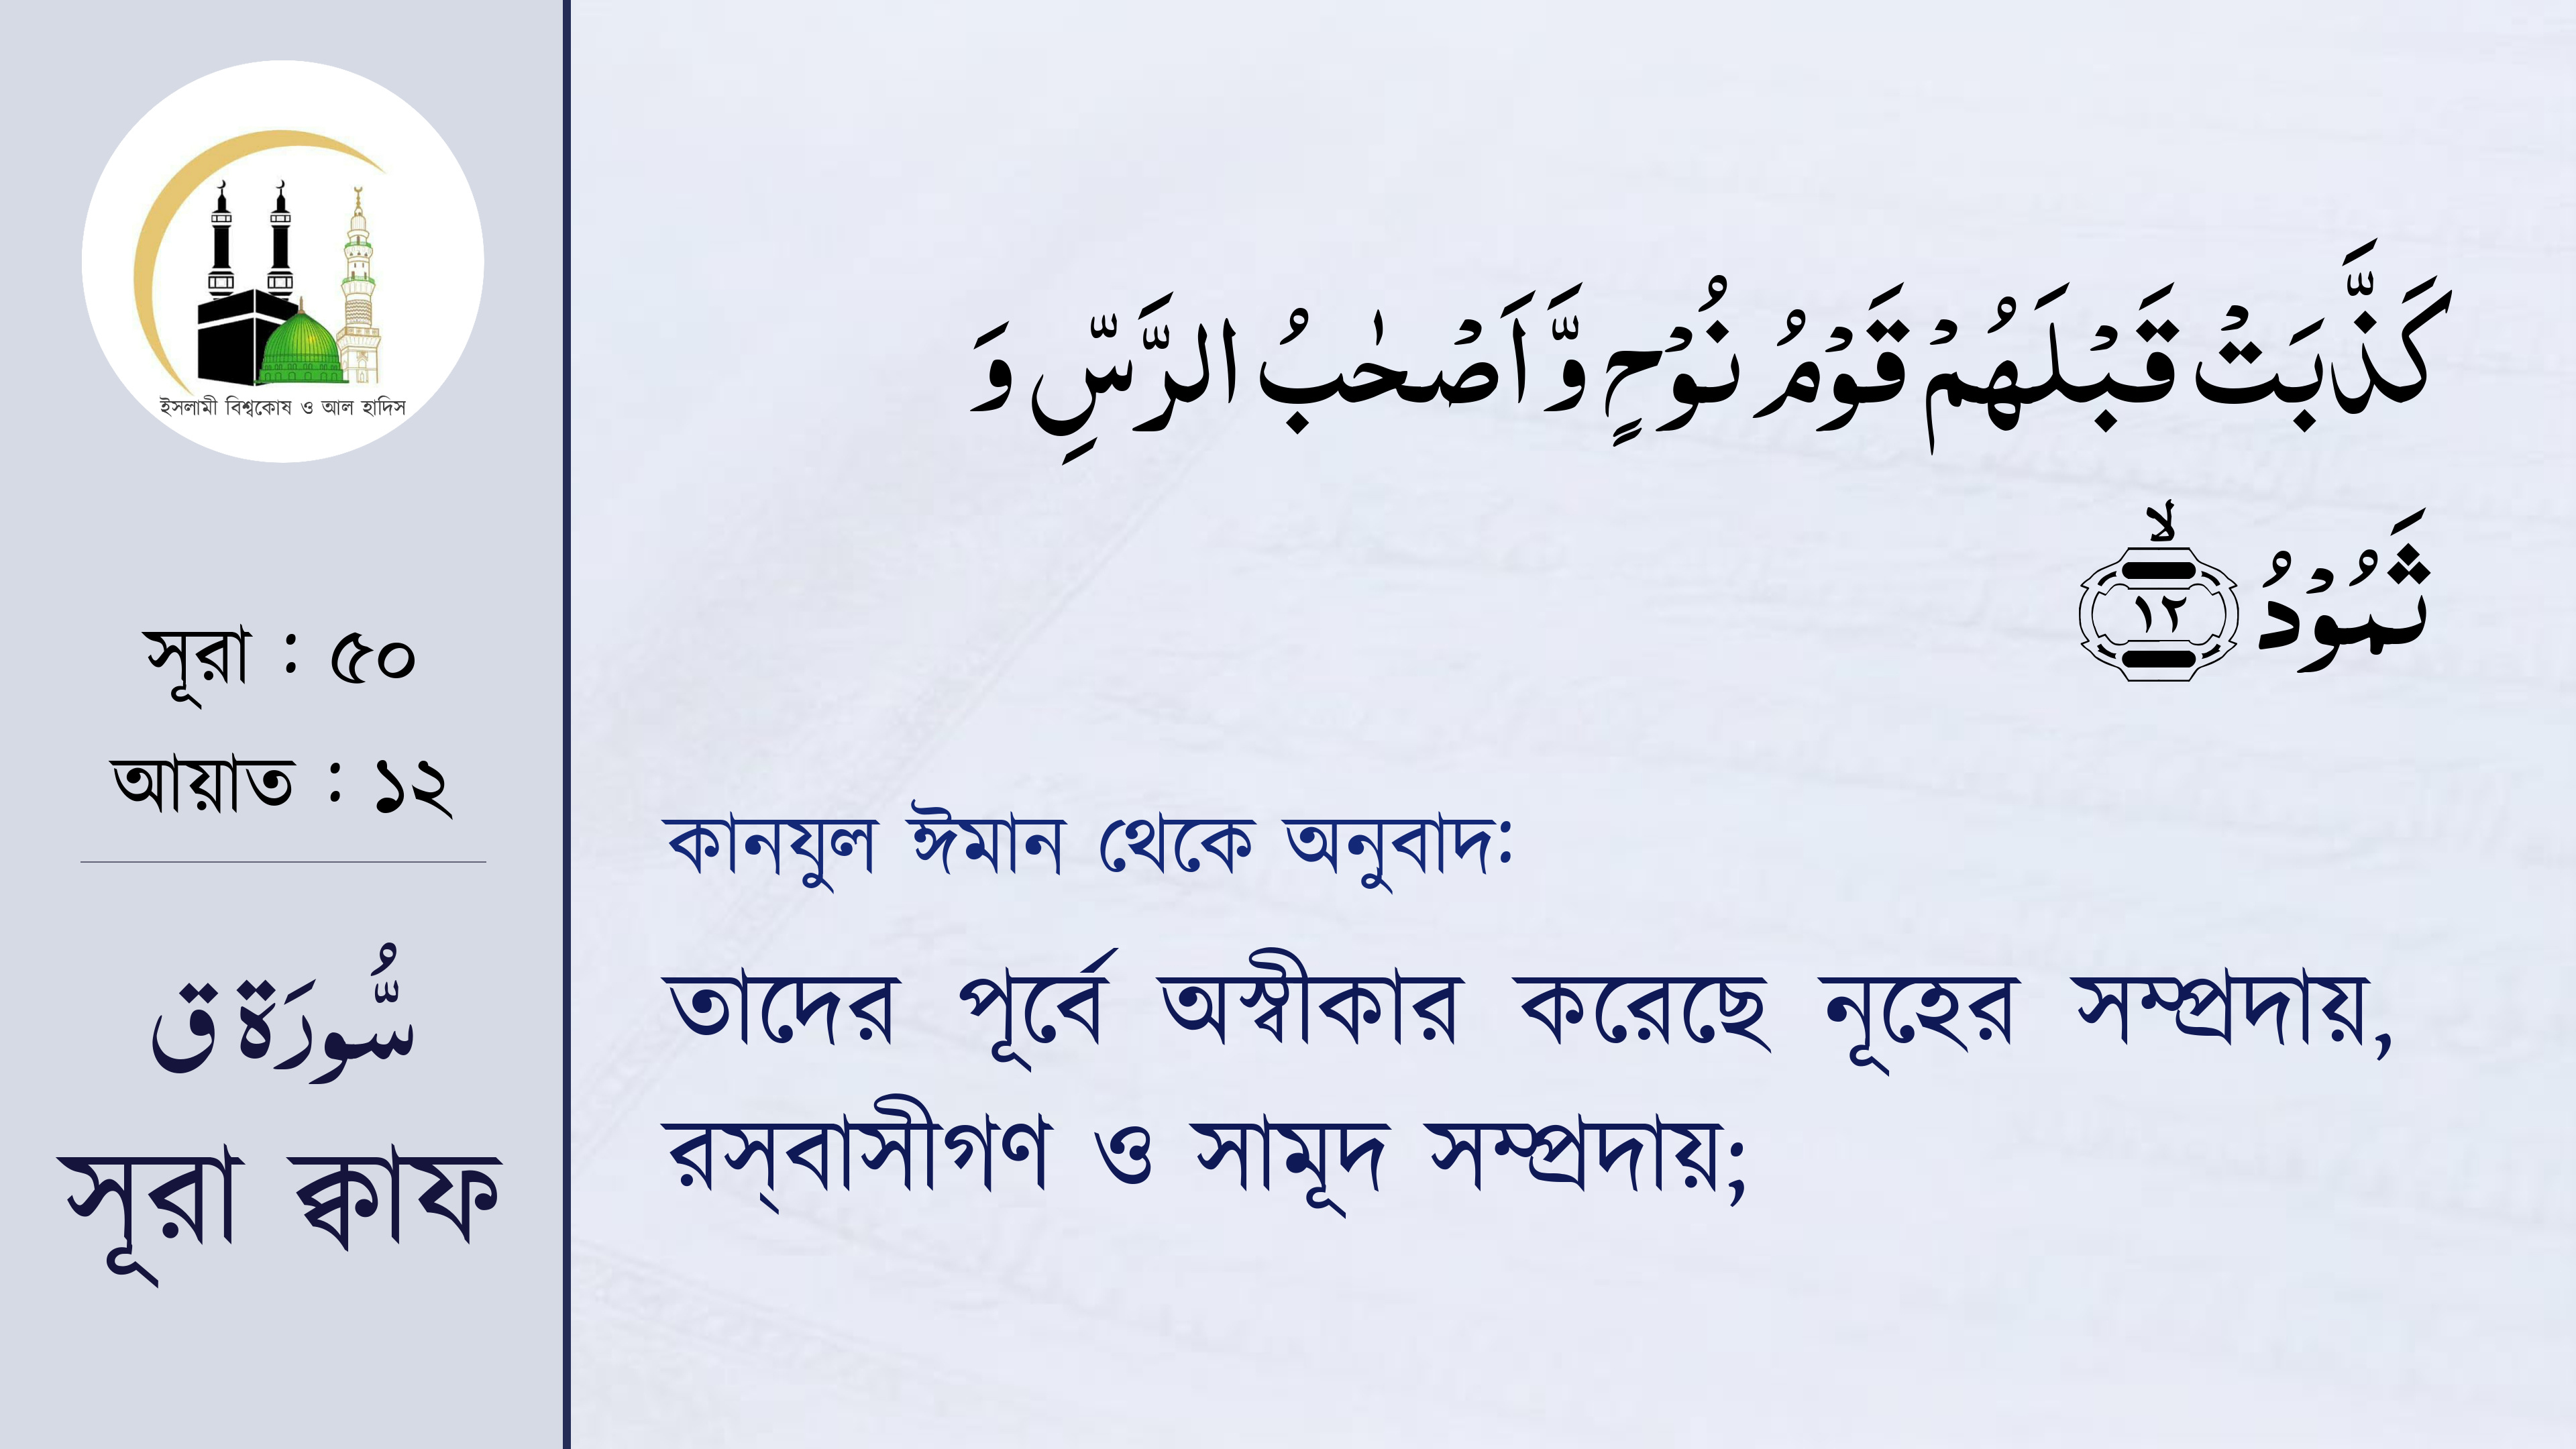 ইসলামী বিশ্বকোষ ও আল হাদিস
সূরা : ৫০
আয়াত : ১২
سُّورَة ق
সূরা ক্বাফ
كَذَّبَتْ قَبْلَهُمْ قَوْمُ نُوْحٍ وَّ اَصْحٰبُ الرَّسِّ وَ
ثَمُوْدُ ۙ﴿۱۲﴾
কানযুল ঈমান থেকে অনুবাদঃ
তাদের পূর্বে অস্বীকার করেছে নূহের সম্প্রদায়,
রস্‌বাসীগণ ও সামূদ সম্প্রদায়;